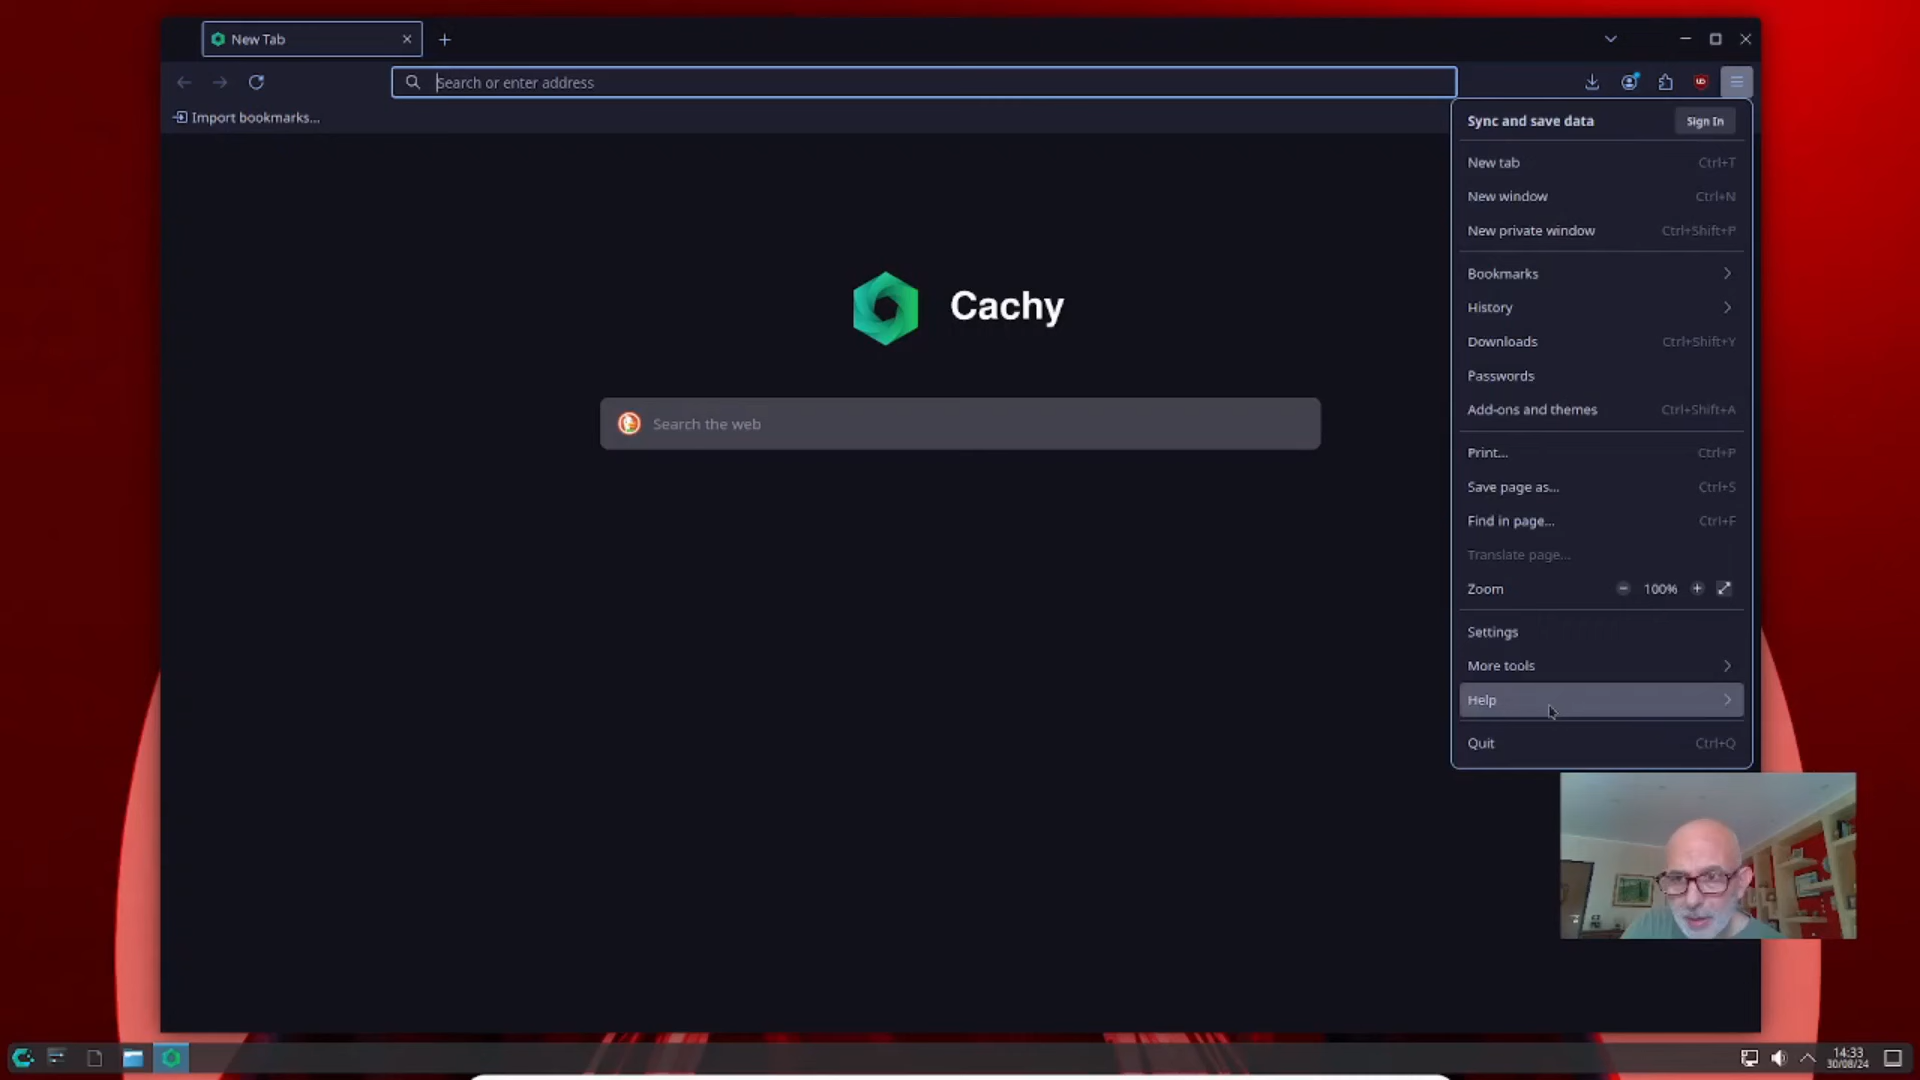 New Tab
Search or enter address
Import bookmarks...
Cachy
Search the web
Sync and save data Sign In
New tab Ctrl+T
New window Ctrl+N
New private window Ctrl+Shift+P
Bookmarks
History
Downloads Ctrl+Shift+Y
Passwords
Add-ons and themes Ctrl+Shift+A
Print... Ctrl+P
Save page as... Ctrl+S
Find in page... Ctrl+F
Translate page...
Zoom 100%
Settings
More tools
Help
Quit Ctrl+Q
14:33
30/08/24